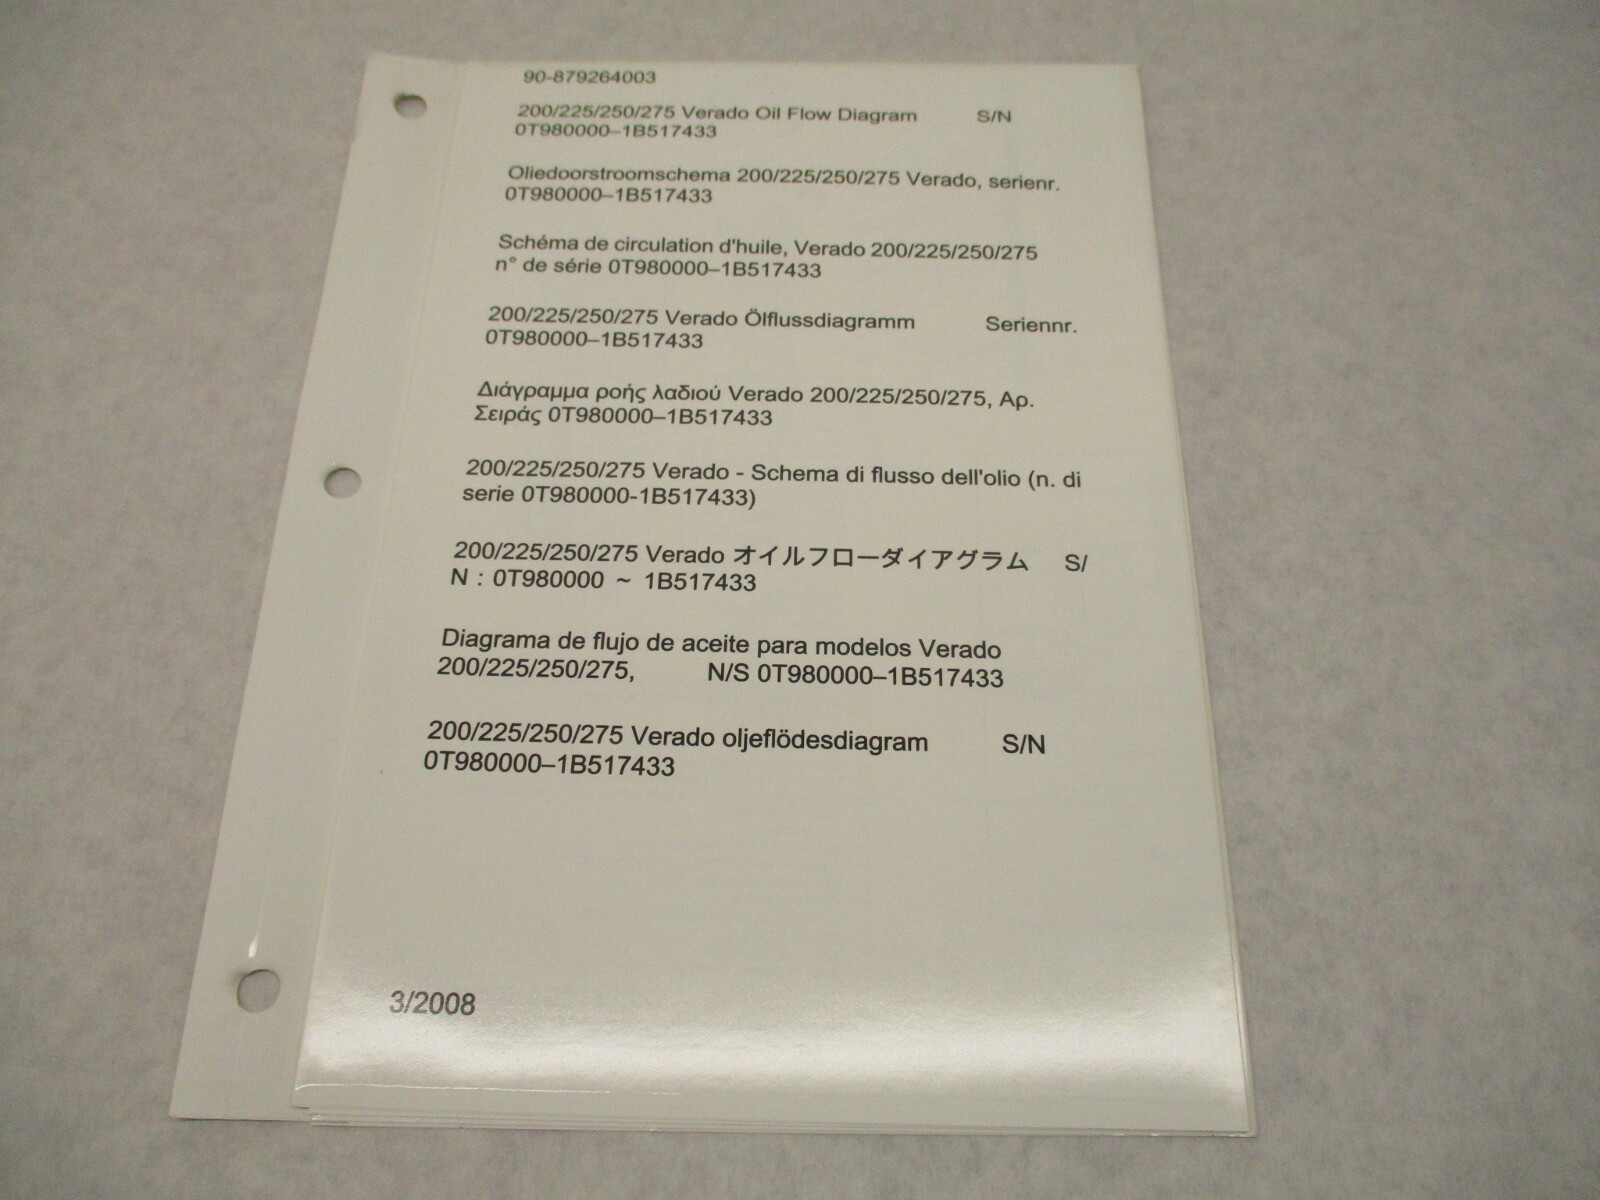 90-879264003
200/225/250/275 Verado Oil Flow Diagram S/N
0T980000–1B517433
Oliedoorstroomschema 200/225/250/275 Verado, serienr.
0T980000–1B517433
Schéma de circulation d'huile, Verado 200/225/250/275
n° de série 0T980000–1B517433
200/225/250/275 Verado Ölflussdiagramm Seriennr.
0T980000–1B517433
Διάγραμμα ροής λαδιού Verado 200/225/250/275, Αρ.
Σειράς 0T980000–1B517433
200/225/250/275 Verado - Schema di flusso dell'olio (n. di
serie 0T980000-1B517433)
200/225/250/275 Verado オイルフローダイアグラム S/
N : 0T980000 ~ 1B517433
Diagrama de flujo de aceite para modelos Verado
200/225/250/275, N/S 0T980000–1B517433
200/225/250/275 Verado oljeflödesdiagram S/N
0T980000–1B517433
3/2008